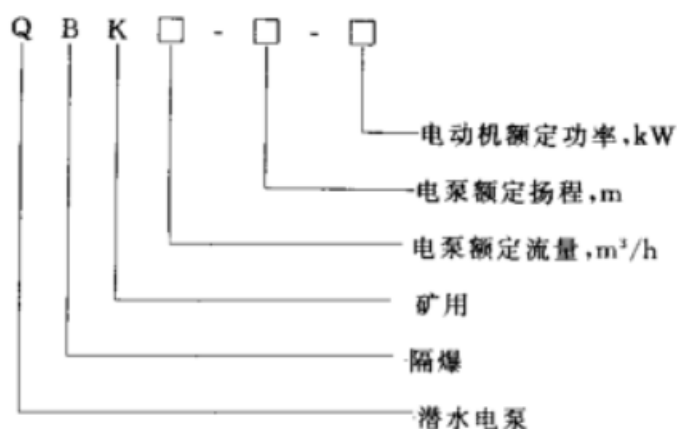 Q B K □ - □ - □
电动机额定功率,kW
电泵额定扬程,m
电泵额定流量,m³/h
矿用
隔爆
潜水电泵